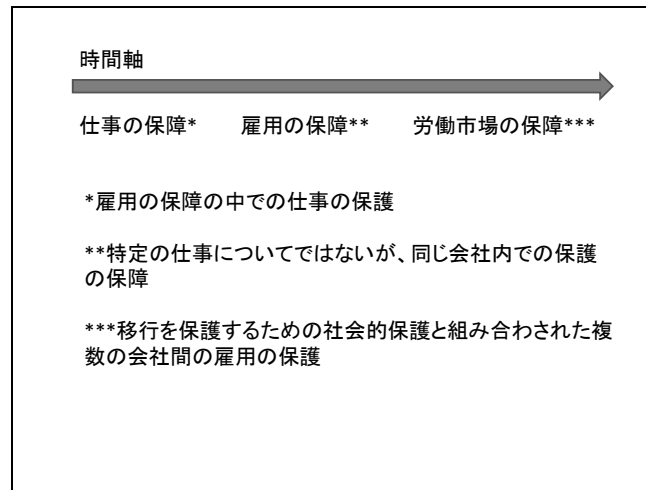 時間軸
仕事の保障* 雇用の保障** 労働市場の保障***
*雇用の保障の中での仕事の保護
**特定の仕事についてではないが、同じ会社内での保護
の保障
***移行を保護するための社会的保護と組み合わされた複
数の会社間の雇用の保護